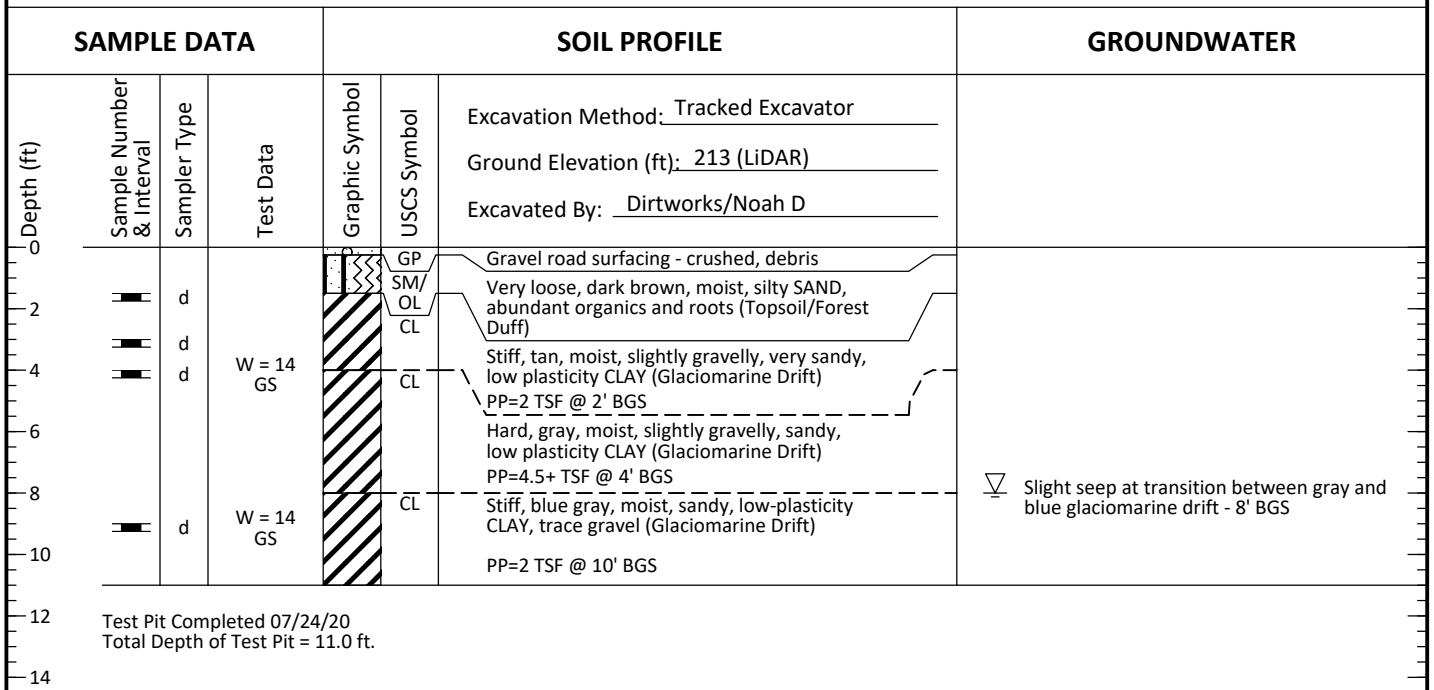 SAMPLE DATA
SOIL PROFILE
GROUNDWATER
Depth (ft)
Sample Number
& Interval
Sampler Type
Test Data
Graphic Symbol
USCS Symbol
Excavation Method: Tracked Excavator
Ground Elevation (ft): 213 (LiDAR)
Excavated By: Dirtworks/Noah D
0
2
4
6
8
10
12
14
d
d
d
d
W = 14
GS
W = 14
GS
GP
SM/
OL
CL
CL
CL
Gravel road surfacing - crushed, debris
Very loose, dark brown, moist, silty SAND,
abundant organics and roots (Topsoil/Forest
Duff)
Stiff, tan, moist, slightly gravelly, very sandy,
low plasticity CLAY (Glaciomarine Drift)
PP=2 TSF @ 2' BGS
Hard, gray, moist, slightly gravelly, sandy,
low plasticity CLAY (Glaciomarine Drift)
PP=4.5+ TSF @ 4' BGS
Stiff, blue gray, moist, sandy, low-plasticity
CLAY, trace gravel (Glaciomarine Drift)
PP=2 TSF @ 10' BGS
Slight seep at transition between gray and
blue glaciomarine drift - 8' BGS
Test Pit Completed 07/24/20
Total Depth of Test Pit = 11.0 ft.